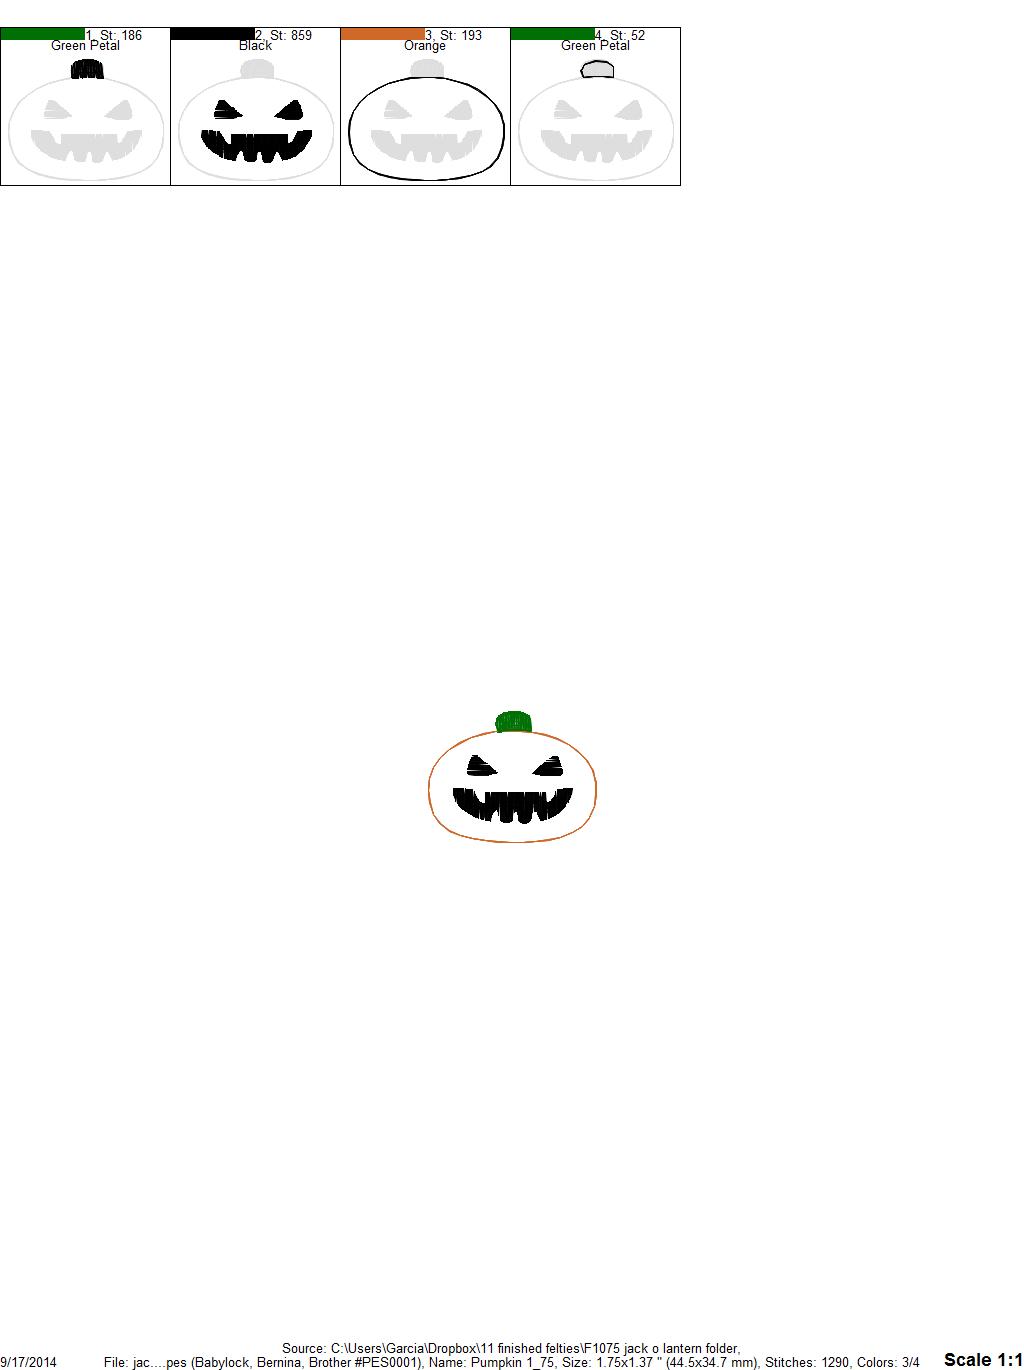 1, St: 186
Green Petal
2, St: 859
Black
3, St: 193
Orange
4, St: 52
Green Petal
Source: C:\Users\Garcia\Dropbox\11 finished felties\F1075 jack o lantern folder,
9/17/2014 File: jac....pes (Babylock, Bernina, Brother #PES0001), Name: Pumpkin 1_75, Size: 1.75x1.37 " (44.5x34.7 mm), Stitches: 1290, Colors: 3/4 Scale 1:1